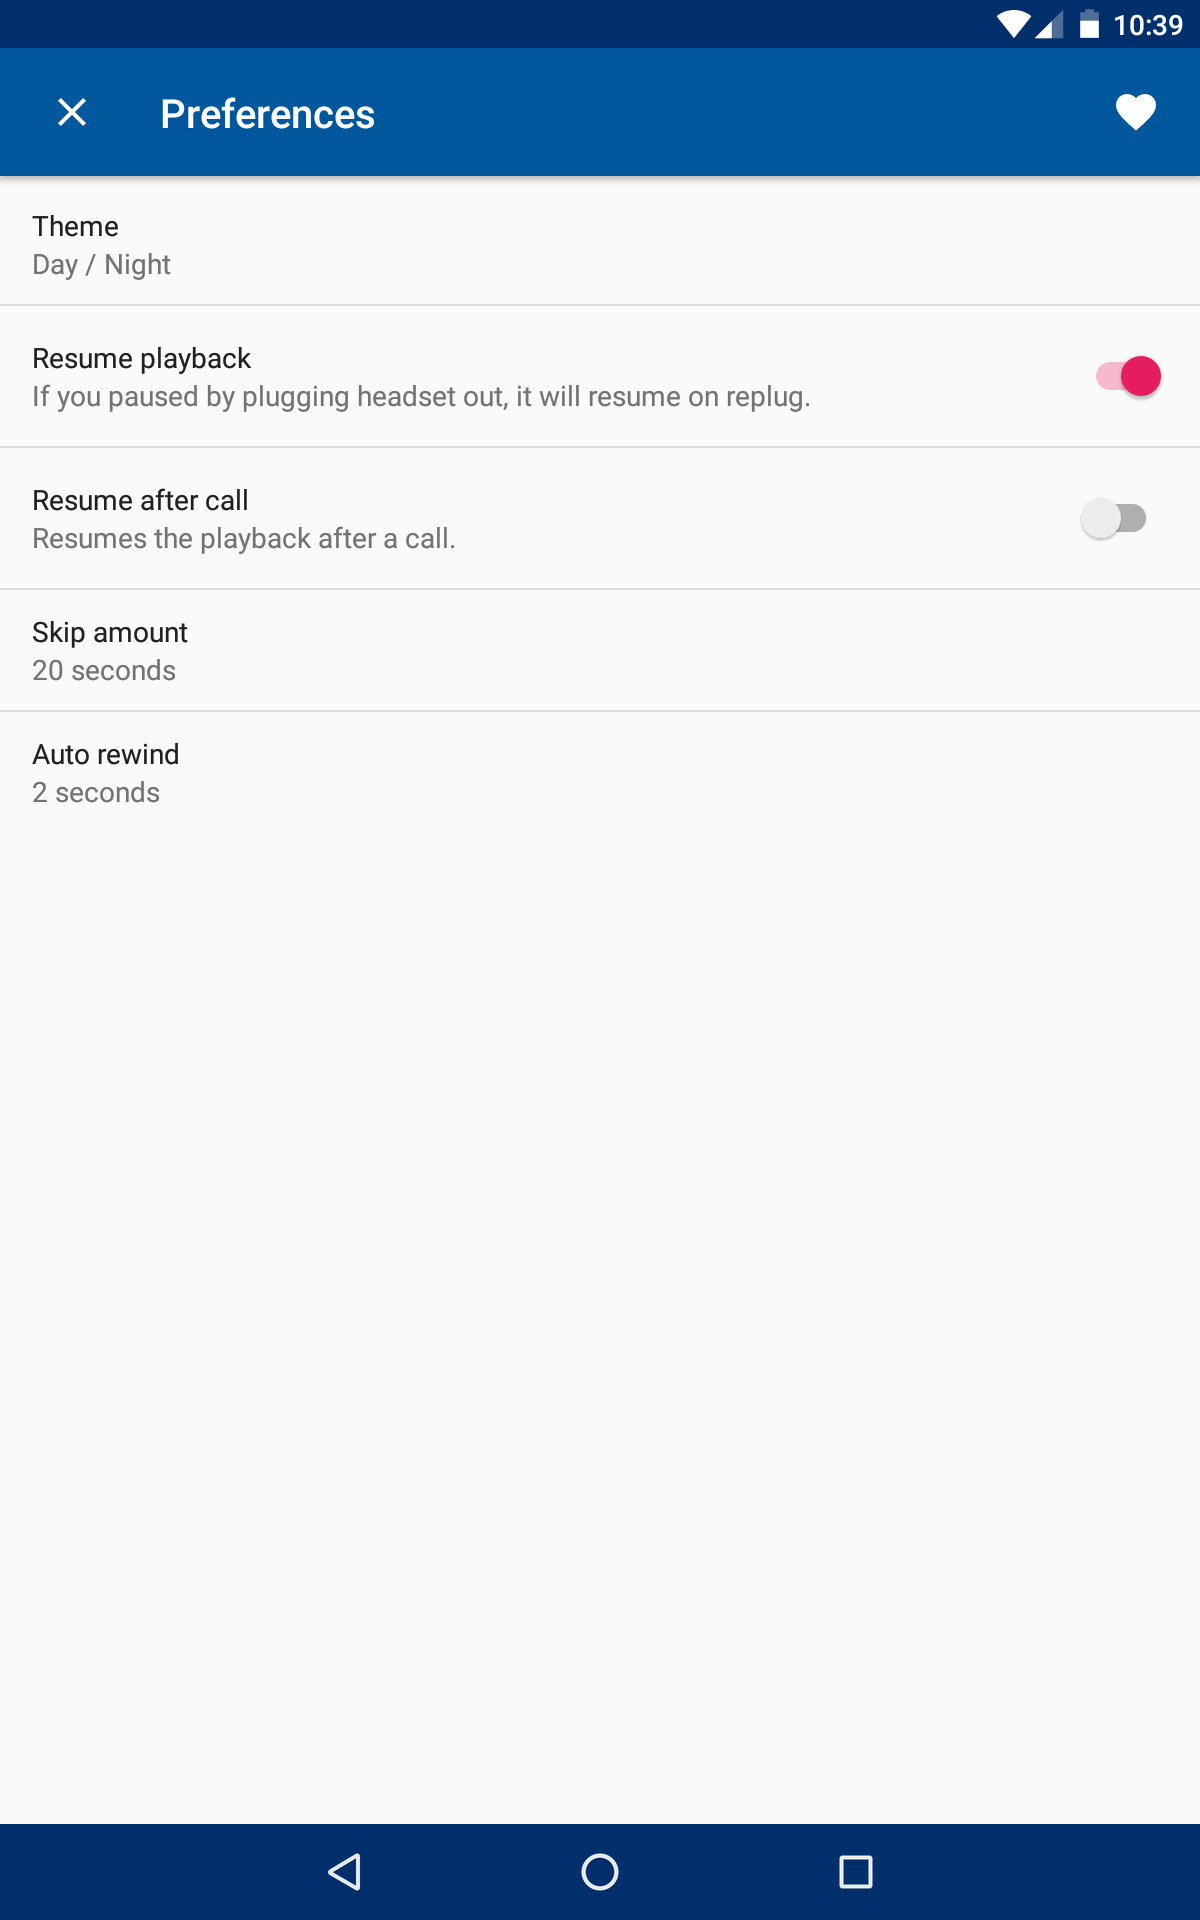 10:39
Preferences
Theme
Day / Night
Resume playback
If you paused by plugging headset out, it will resume on replug.
Resume after call
Resumes the playback after a call.
Skip amount
20 seconds
Auto rewind
2 seconds